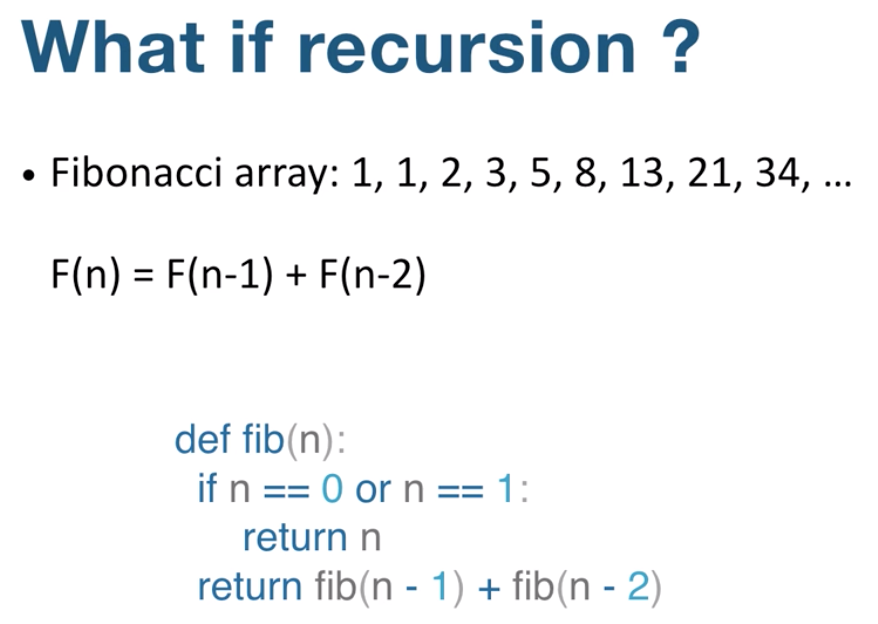 What if recursion ?
• Fibonacci array: 1, 1, 2, 3, 5, 8, 13, 21, 34, ...
F(n) = F(n-1) + F(n-2)
def fib(n):
if n == 0 or n == 1:
return n
return fib(n - 1) + fib(n - 2)